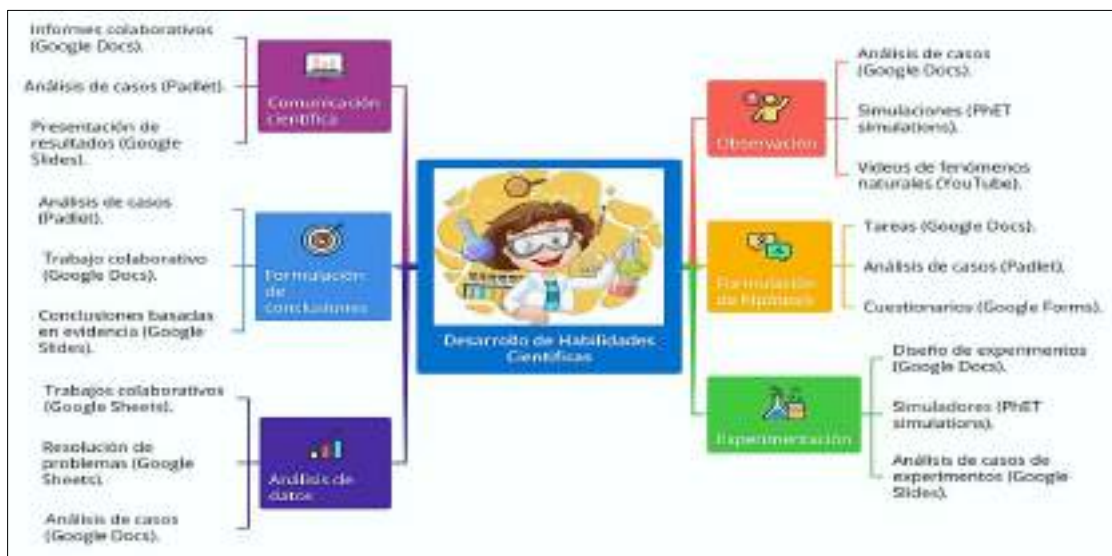 Informes colaborativos
(Google Docs).
Análisis de casos (Padlet).
Presentación de
resultados (Google
Slides).
Comunicación
científica
Análisis de casos
(Padlet).
Trabajo colaborativo
(Google Docs).
Conclusiones basadas
en evidencia (Google
Slides).
Formulación
de
conclusiones
Trabajos colaborativos
(Google Sheets).
Resolución de
problemas (Google
Sheets).
Análisis de casos
(Google Docs).
Análisis de
datos
Desarrollo de Habilidades
Científicas
Observación
Análisis de casos
(Google Docs).
Simulaciones (PhET
simulations).
Videos de fenómenos
naturales (YouTube).
Formulación
de hipótesis
Tareas (Google Docs).
Análisis de casos (Padlet).
Cuestionarios (Google Forms).
Experimentación
Diseño de experimentos
(Google Docs).
Simuladores (PhET
simulations).
Análisis de casos de
experimentos (Google
Slides).